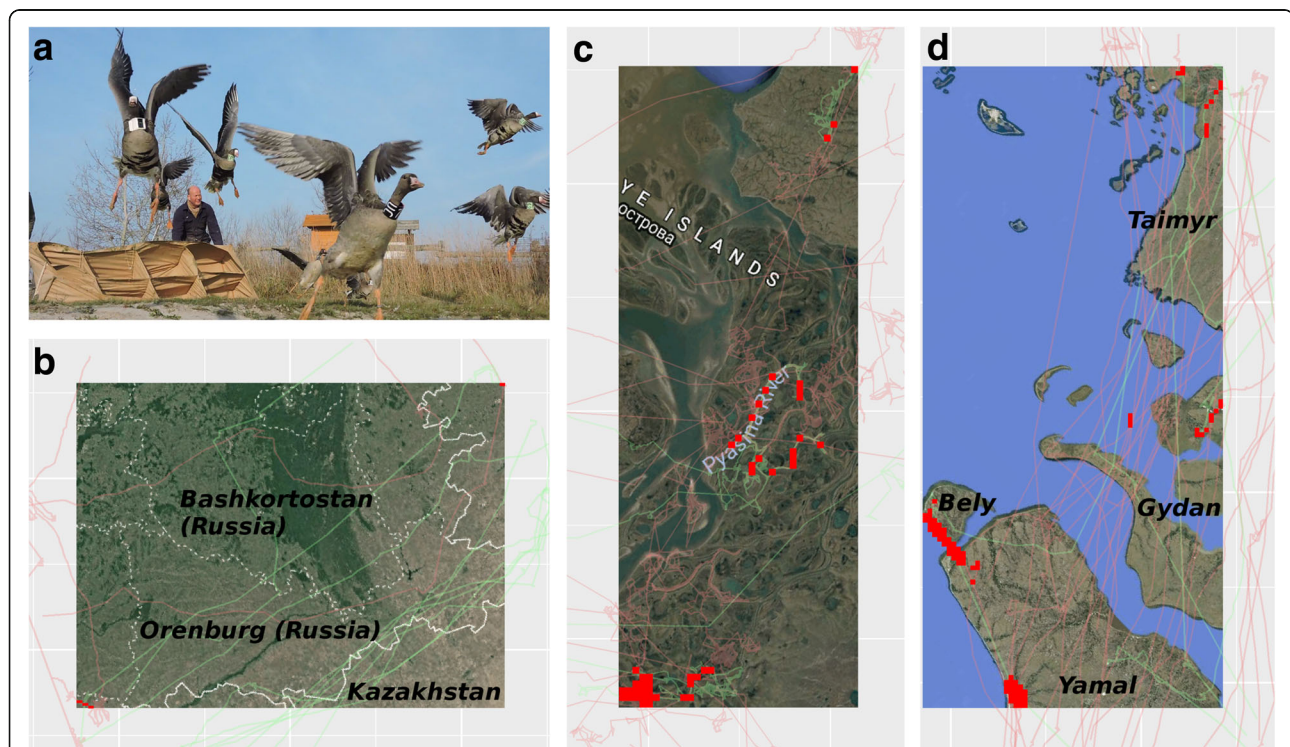 a
b
Bashkortostan
(Russia)
Orenburg (Russia)
Kazakhstan
c
YE ISLANDS
острова
Pyasina River
d
Taimyr
Bely
Gydan
Yamal